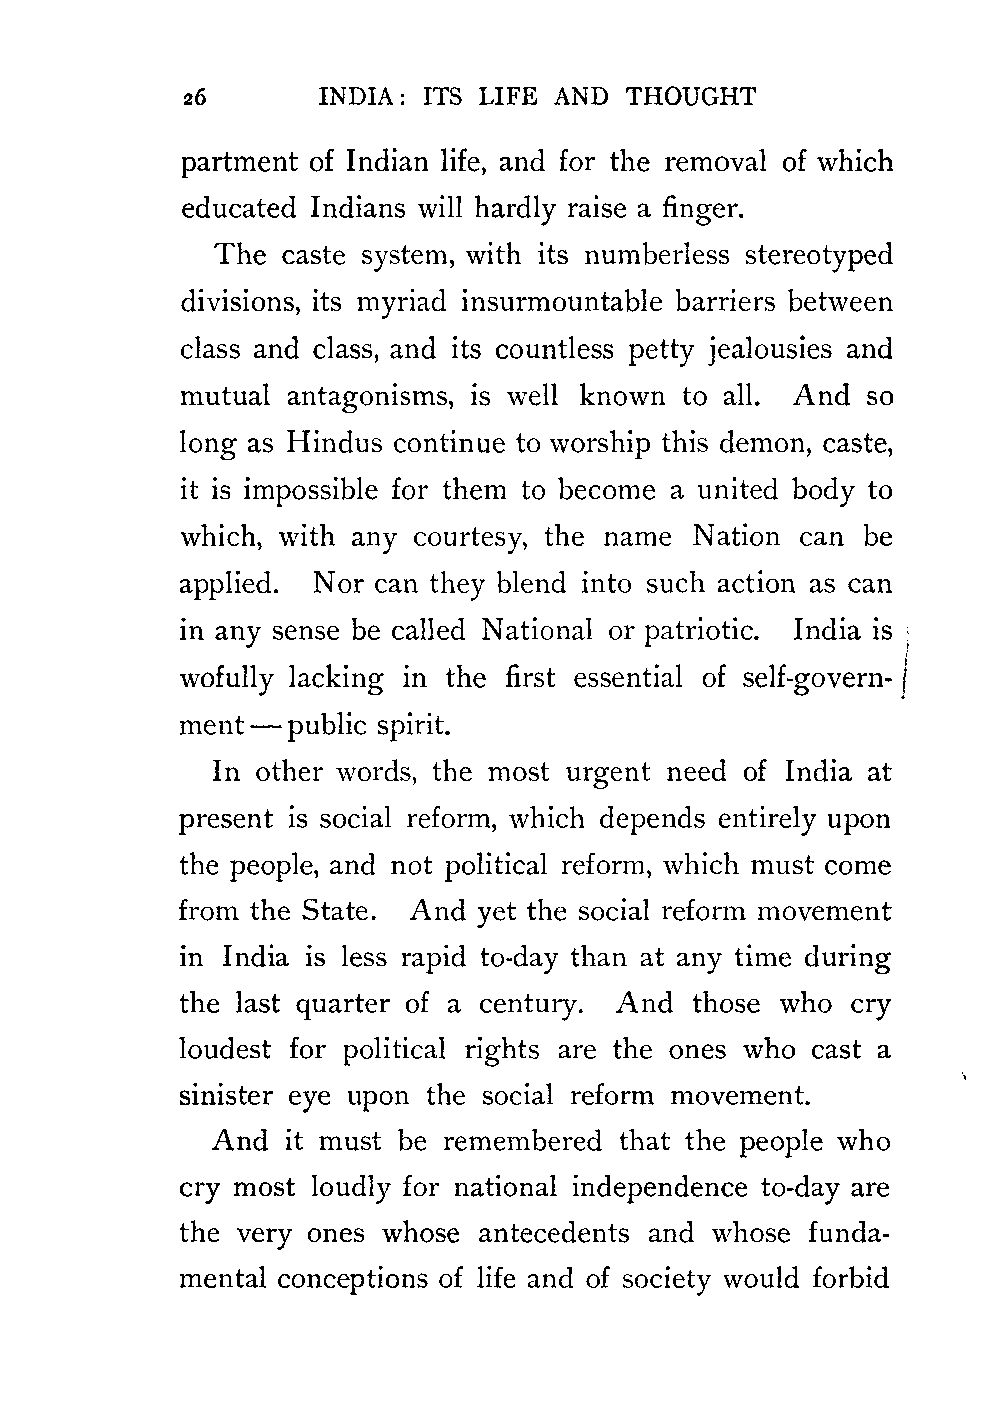 26 INDIA: ITS LIFE AND THOUGHT
partment of Indian life, and for the removal of which
educated Indians will hardly raise a finger.
The caste system, with its numberless stereotyped
divisions, its myriad insurmountable barriers between
class and class, and its countless petty jealousies and
mutual antagonisms, is well known to all. And so
long as Hindus continue to worship this demon, caste,
it is impossible for them to become a united body to
which, with any courtesy, the name Nation can be
applied. Nor can they blend into such action as can
in any sense be called National or patriotic. India is
wofully lacking in the first essential of self-govern-
ment—public spirit.
In other words, the most urgent need of India at
present is social reform, which depends entirely upon
the people, and not political reform, which must come
from the State. And yet the social reform movement
in India is less rapid to-day than at any time during
the last quarter of a century. And those who cry
loudest for political rights are the ones who cast a
sinister eye upon the social reform movement.
And it must be remembered that the people who
cry most loudly for national independence to-day are
the very ones whose antecedents and whose funda-
mental conceptions of life and of society would forbid